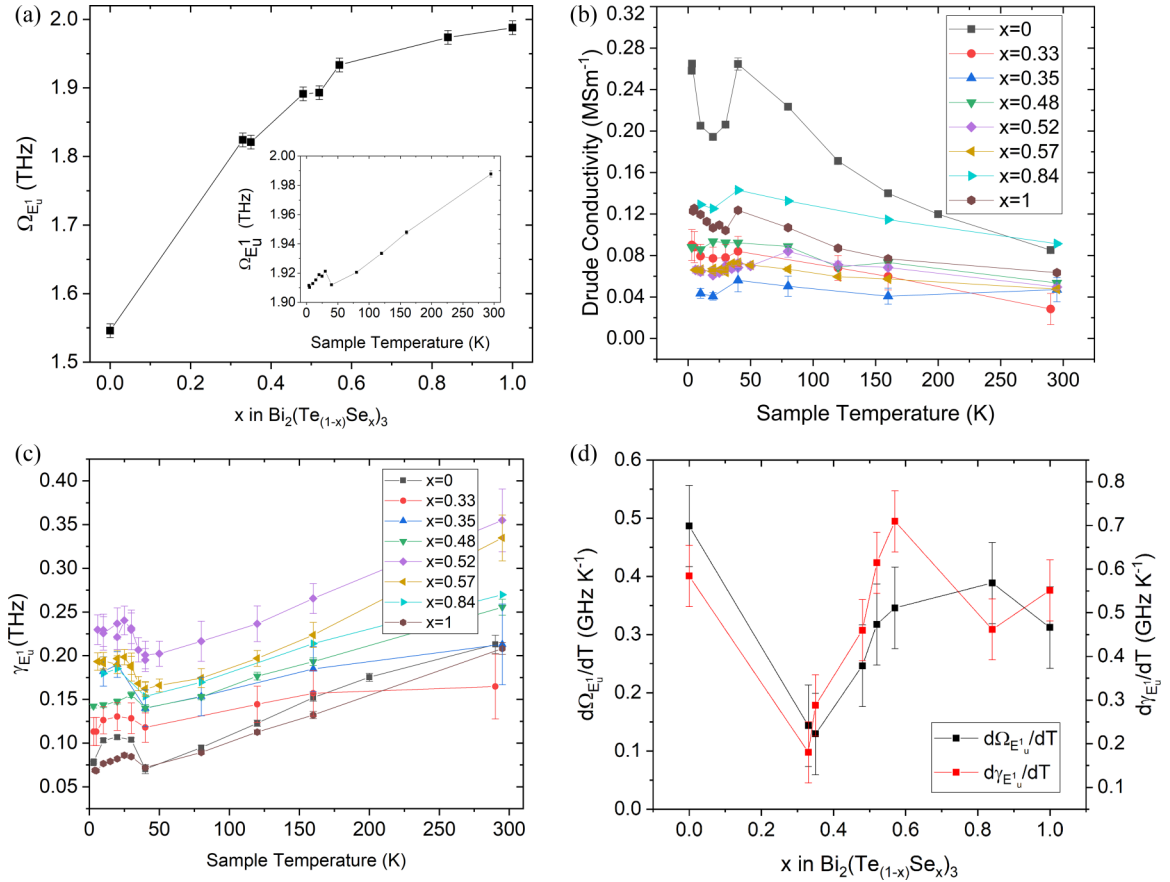 (a)
2.0
1.9
1.8
1.7
1.6
1.5
Ω_{E_u^1} (THz)
0.0 0.2 0.4 0.6 0.8 1.0
x in Bi₂(Te₍₁₋ₓ₎Seₓ)₃
2.00
1.98
1.96
1.94
1.92
1.90
Ω_{E_u^1} (THz)
0 50 100 150 200 250 300
Sample Temperature (K)
(b)
0.32
0.28
0.24
0.20
0.16
0.12
0.08
0.04
0.00
Drude Conductivity (MSm⁻¹)
0 50 100 150 200 250 300
Sample Temperature (K)
x=0
x=0.33
x=0.35
x=0.48
x=0.52
x=0.57
x=0.84
x=1
(c)
0.40
0.35
0.30
0.25
0.20
0.15
0.10
0.05
γ_{E_u^1} (THz)
0 50 100 150 200 250 300
Sample Temperature (K)
x=0
x=0.33
x=0.35
x=0.48
x=0.52
x=0.57
x=0.84
x=1
(d)
0.6
0.5
0.4
0.3
0.2
0.1
0.0
dΩ_{E_u^1}/dT (GHz K⁻¹)
0.8
0.7
0.6
0.5
0.4
0.3
0.2
0.1
dγ_{E_u^1}/dT (GHz K⁻¹)
0.0 0.2 0.4 0.6 0.8 1.0
x in Bi₂(Te₍₁₋ₓ₎Seₓ)₃
dΩ_{E_u^1}/dT
dγ_{E_u^1}/dT